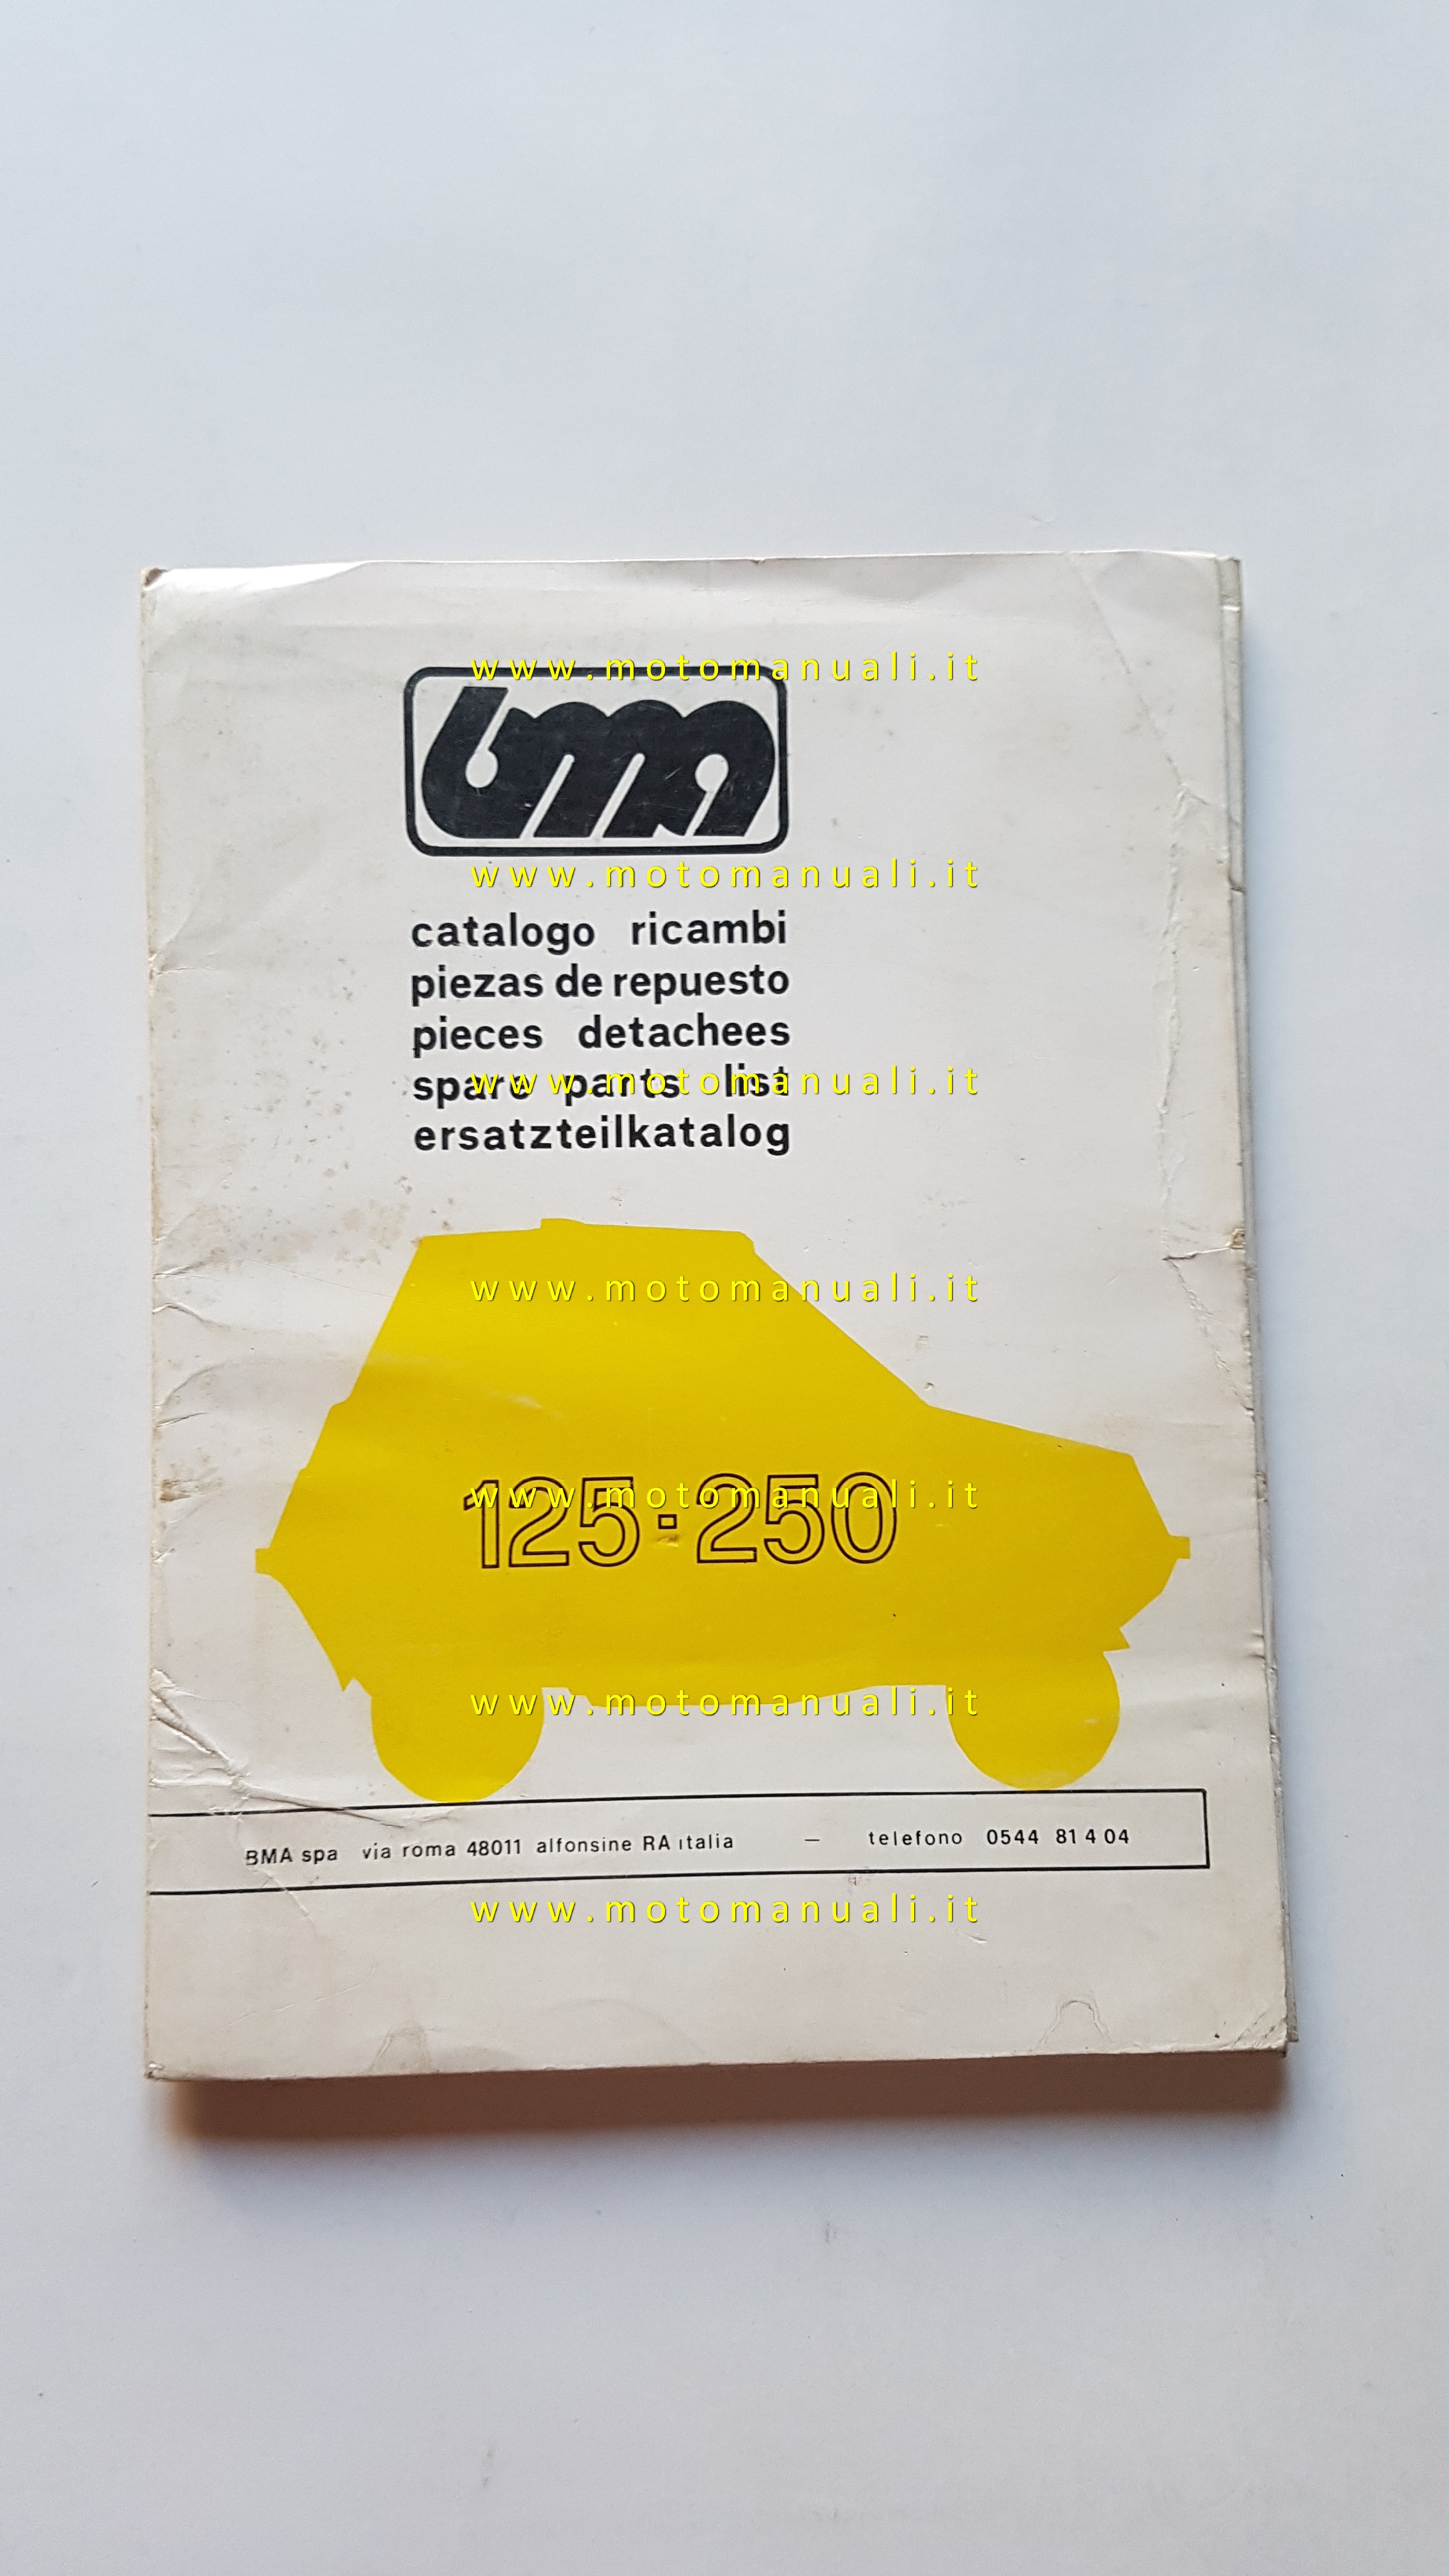 www.motomanuali.it
bma
www.motomanuali.it
catalogo ricambi
piezas de repuesto
pieces detachees
spare parts list
www.motomanuali.it
ersatzteilkatalog
www.motomanuali.it
125-250
www.motomanuali.it
www.motomanuali.it
BMA spa via roma 48011 alfonsine RA italia — telefono 0544 81 4 04
www.motomanuali.it